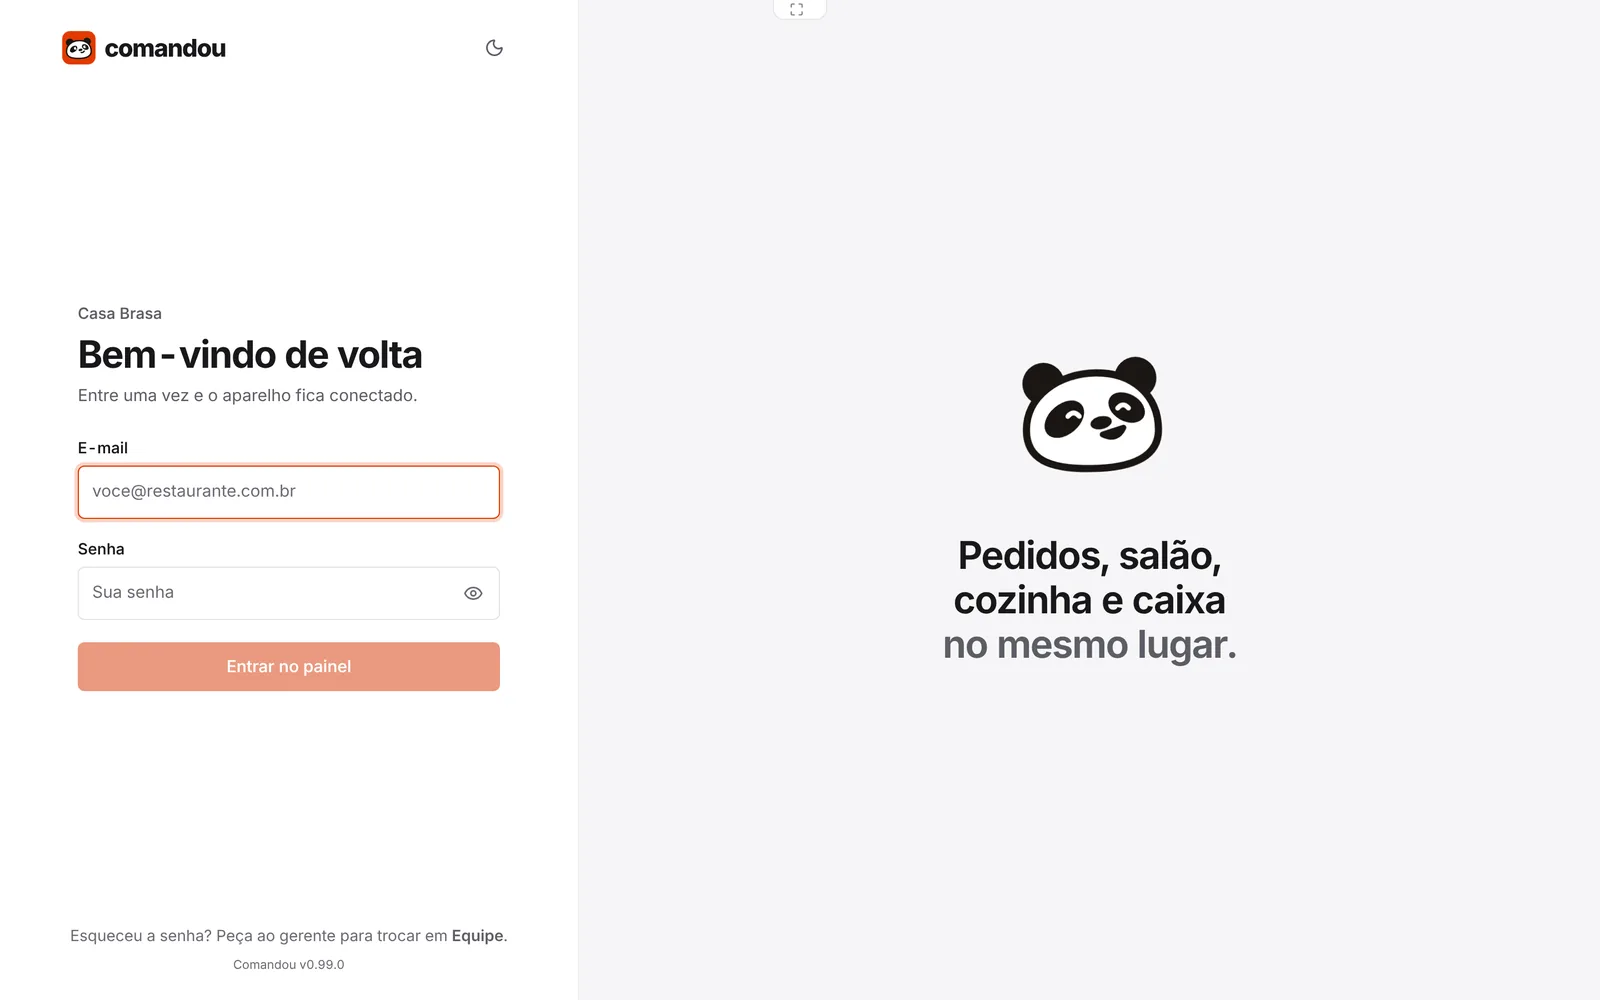 comandou
Casa Brasa
Bem-vindo de volta
Entre uma vez e o aparelho fica conectado.
E-mail
voce@restaurante.com.br
Senha
Sua senha
Entrar no painel
Esqueceu a senha? Peça ao gerente para trocar em Equipe.
Comandou v0.99.0
Pedidos, salão,
cozinha e caixa
no mesmo lugar.